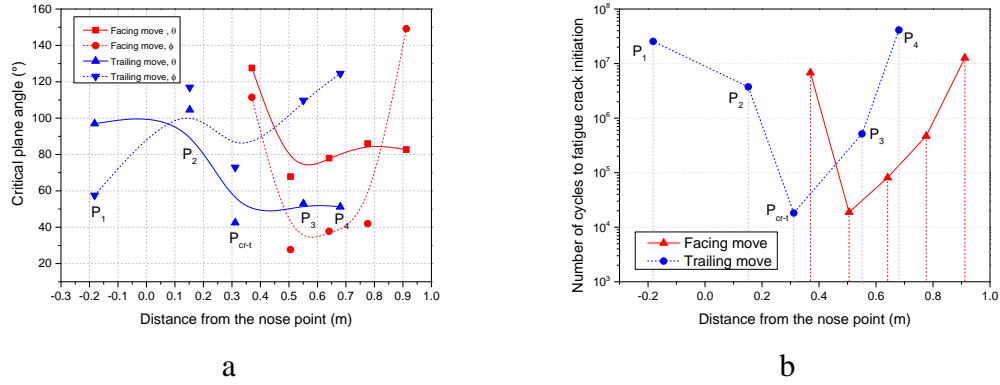 160
140
120
100
80
60
40
20
Critical plane angle (°)
Facing move , θ
Facing move, ϕ
Trailing move, θ
Trailing move, ϕ
P1
P2
Pcr-t
P3
P4
-0.3 -0.2 -0.1 0.0 0.1 0.2 0.3 0.4 0.5 0.6 0.7 0.8 0.9 1.0
Distance from the nose point (m)
a
10^8
10^7
10^6
10^5
10^4
10^3
Number of cycles to fatigue crack initiation
P1
P2
Pcr-t
P3
P4
Facing move
Trailing move
-0.2 0.0 0.2 0.4 0.6 0.8 1.0
Distance from the nose point (m)
b